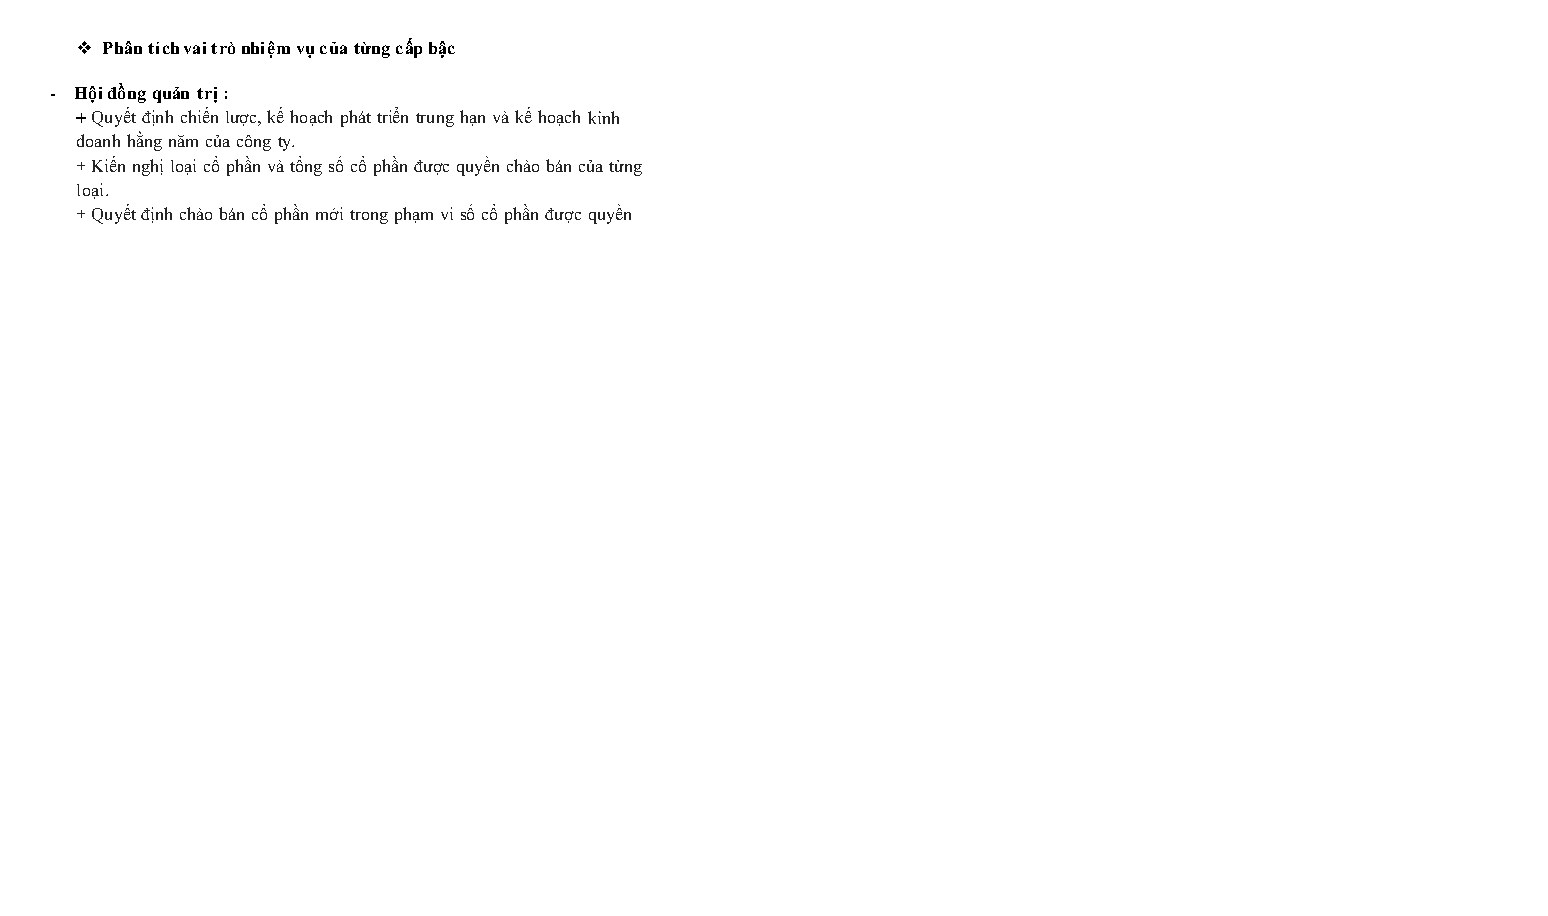 ❖ Phân tích vai trò nhiệm vụ của từng cấp bậc
- Hội đồng quản trị :
+ Quyết định chiến lược, kế hoạch phát triển trung hạn và kế hoạch kinh
doanh hằng năm của công ty.
+ Kiến nghị loại cổ phần và tổng số cổ phần được quyền chào bán của từng
loại.
+ Quyết định chào bán cổ phần mới trong phạm vi số cổ phần được quyền